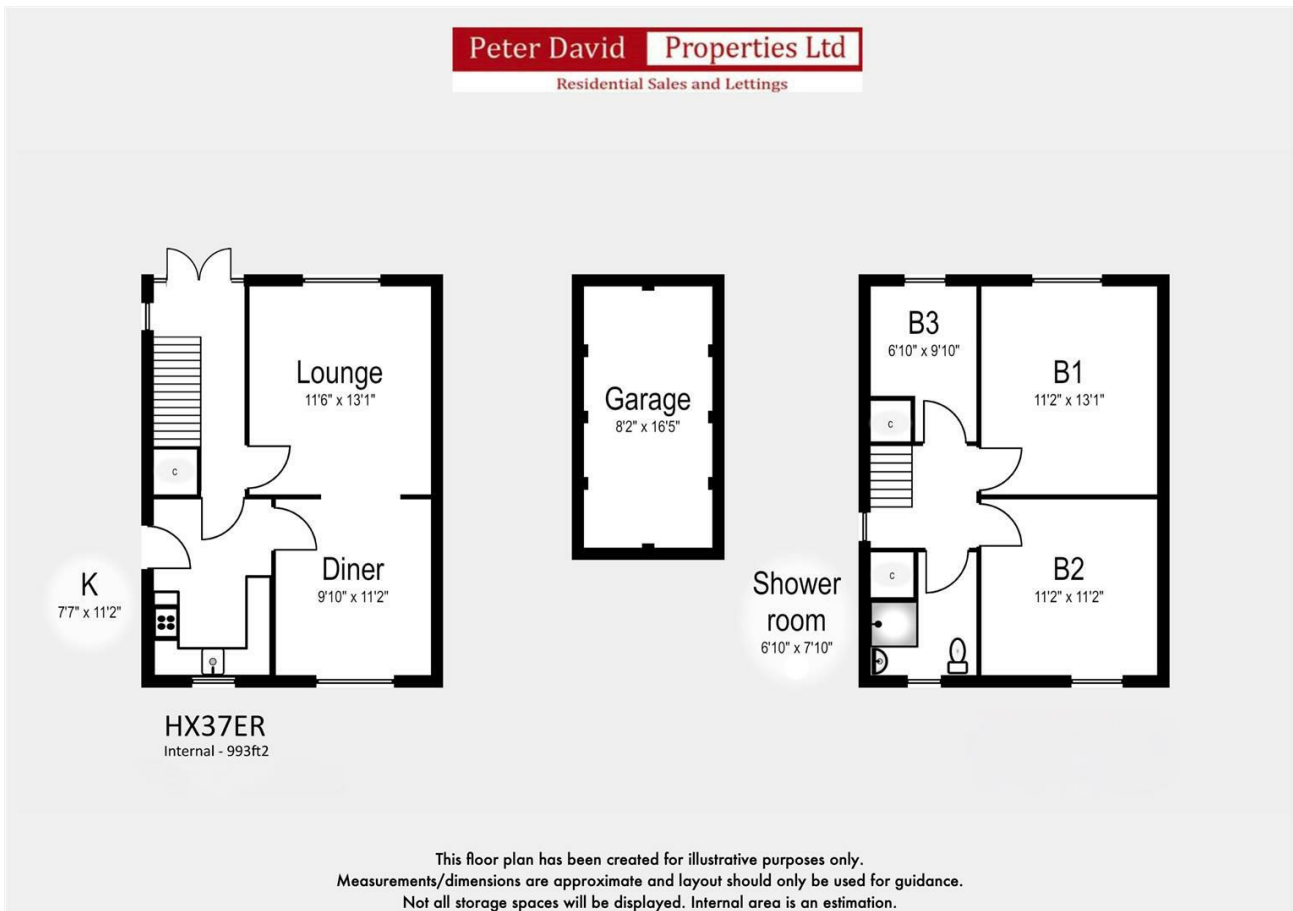 Peter David Properties Ltd
Residential Sales and Lettings
Lounge
11'6" x 13'1"
c
K
7'7" x 11'2"
Diner
9'10" x 11'2"
HX37ER
Internal - 993ft2
Garage
8'2" x 16'5"
B3
6'10" x 9'10"
B1
11'2" x 13'1"
c
c
Shower
room
6'10" x 7'10"
B2
11'2" x 11'2"
This floor plan has been created for illustrative purposes only.
Measurements/dimensions are approximate and layout should only be used for guidance.
Not all storage spaces will be displayed. Internal area is an estimation.